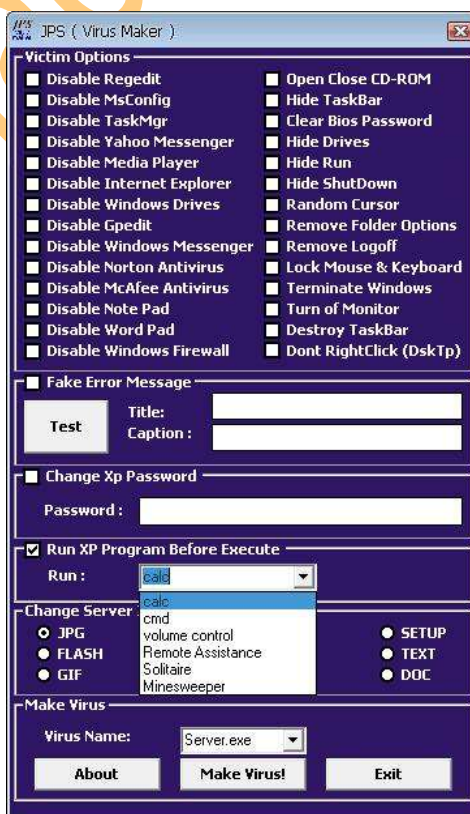 JPS ( Virus Maker )
Victim Options
Disable Regedit
Disable MsConfig
Disable TaskMgr
Disable Yahoo Messenger
Disable Media Player
Disable Internet Explorer
Disable Windows Drives
Disable Gpedit
Disable Windows Messenger
Disable Norton Antivirus
Disable McAfee Antivirus
Disable Note Pad
Disable Word Pad
Disable Windows Firewall
Open Close CD-ROM
Hide TaskBar
Clear Bios Password
Hide Drives
Hide Run
Hide ShutDown
Random Cursor
Remove Folder Options
Remove Logoff
Lock Mouse & Keyboard
Terminate Windows
Turn of Monitor
Destroy TaskBar
Dont RightClick (DskTp)
Fake Error Message
Test
Title:
Caption :
Change Xp Password
Password :
Run XP Program Before Execute
Run :
calc
calc
cmd
volume control
Remote Assistance
Solitaire
Minesweeper
Change Server
JPG
FLASH
GIF
SETUP
TEXT
DOC
Make Virus
Virus Name:
Server.exe
About
Make Virus!
Exit